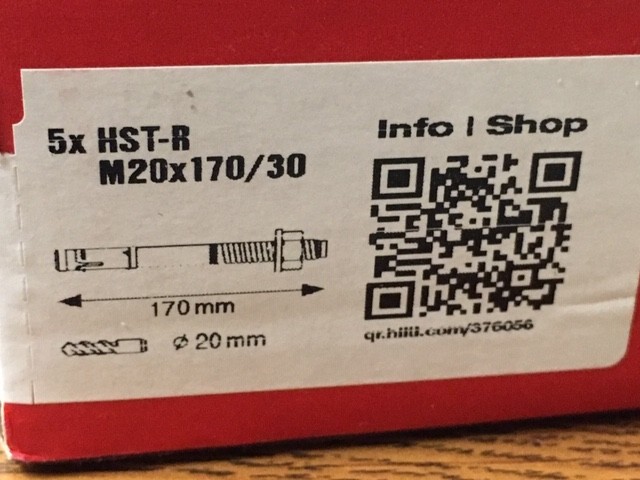 5x HST-R
M20x170/30
170 mm
ø 20 mm
Info | Shop
qr.hilti.com/376056